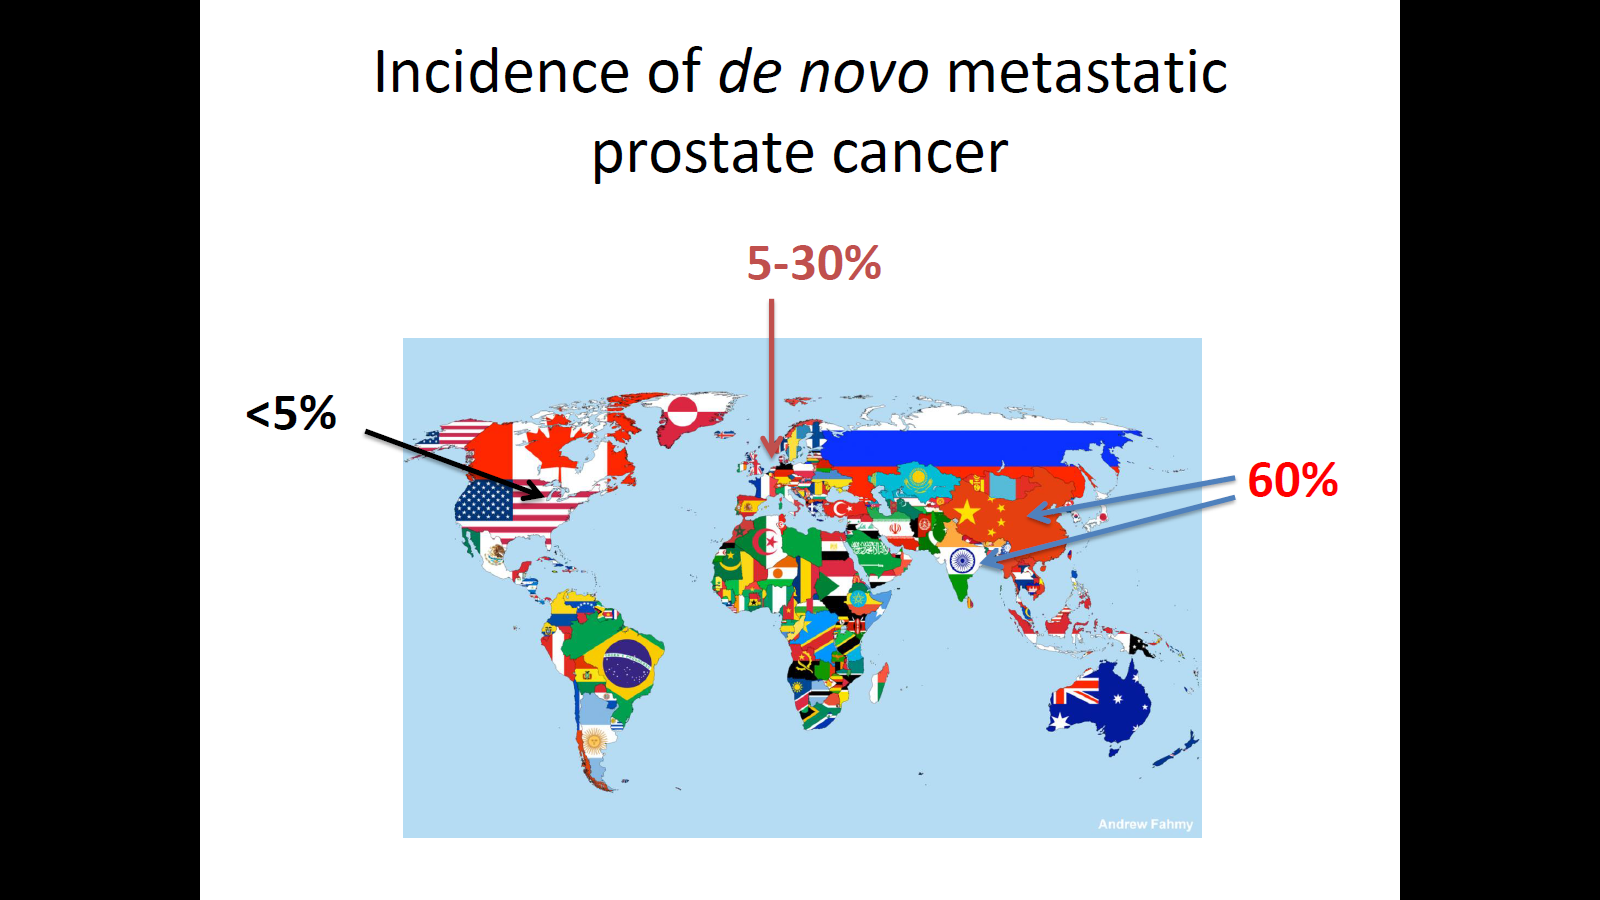 Incidence of de novo metastatic
prostate cancer
5-30%
<5%
60%
Andrew Fahmy